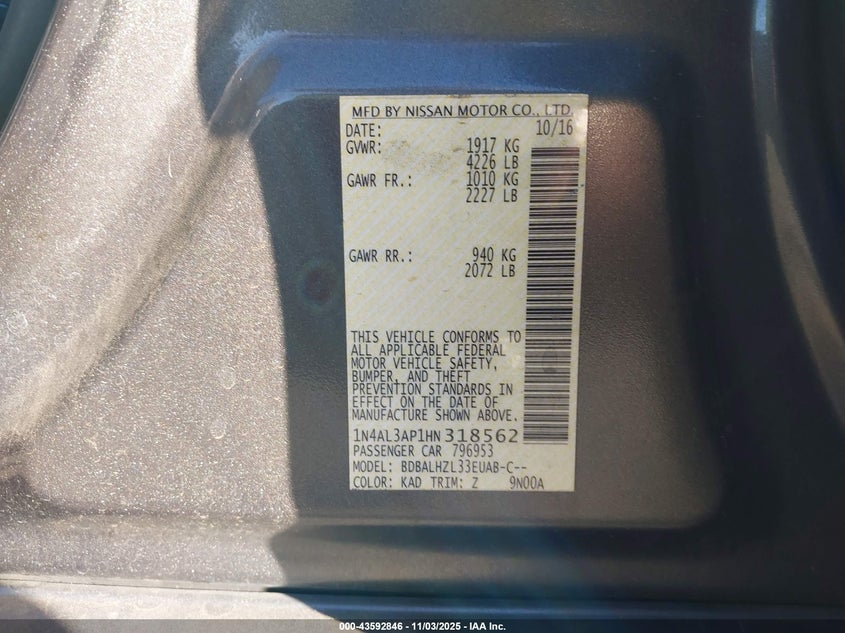 MFD BY NISSAN MOTOR CO., LTD.
DATE: 10/16
GVWR: 1917 KG
4226 LB
GAWR FR.: 1010 KG
2227 LB
GAWR RR.: 940 KG
2072 LB
THIS VEHICLE CONFORMS TO
ALL APPLICABLE FEDERAL
MOTOR VEHICLE SAFETY,
BUMPER, AND THEFT
PREVENTION STANDARDS IN
EFFECT ON THE DATE OF
MANUFACTURE SHOWN ABOVE.
1N4AL3AP1HN318562
PASSENGER CAR 796953
MODEL: BDBALHZL33EUAB-C--
COLOR: KAD TRIM: Z 9N00A
000-43592846 - 11/03/2025 - IAA Inc.